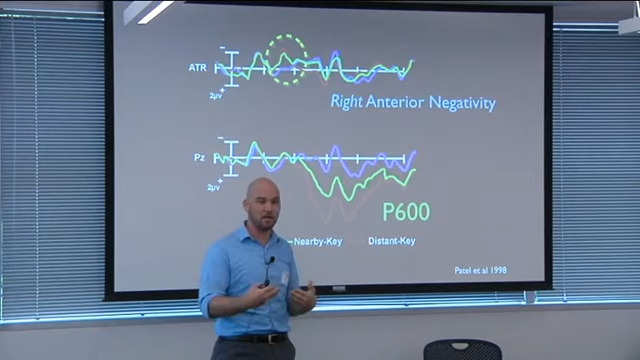 −
ATR
2μv +
Right Anterior Negativity
−
Pz
2μv +
P600
Nearby-Key
Distant-Key
Patel et al 1998